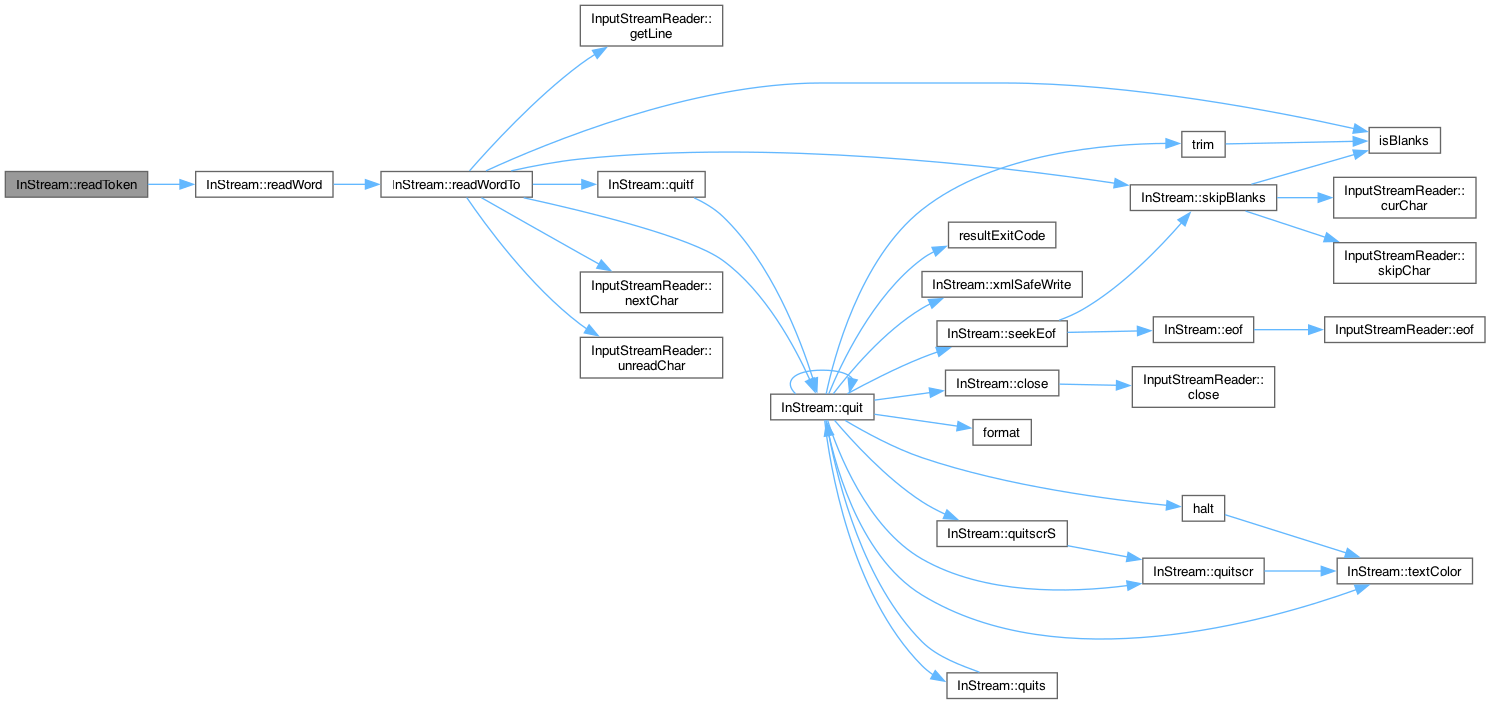 InputStreamReader::
getLine
isBlanks
trim
InStream::readToken
InStream::readWord
InStream::readWordTo
InStream::quitf
InStream::skipBlanks
InputStreamReader::
curChar
resultExitCode
InputStreamReader::
skipChar
InputStreamReader::
nextChar
InStream::xmlSafeWrite
InStream::seekEof
InStream::eof
InputStreamReader::eof
InputStreamReader::
unreadChar
InStream::close
InputStreamReader::
close
InStream::quit
format
halt
InStream::quitscrS
InStream::quitscr
InStream::textColor
InStream::quits